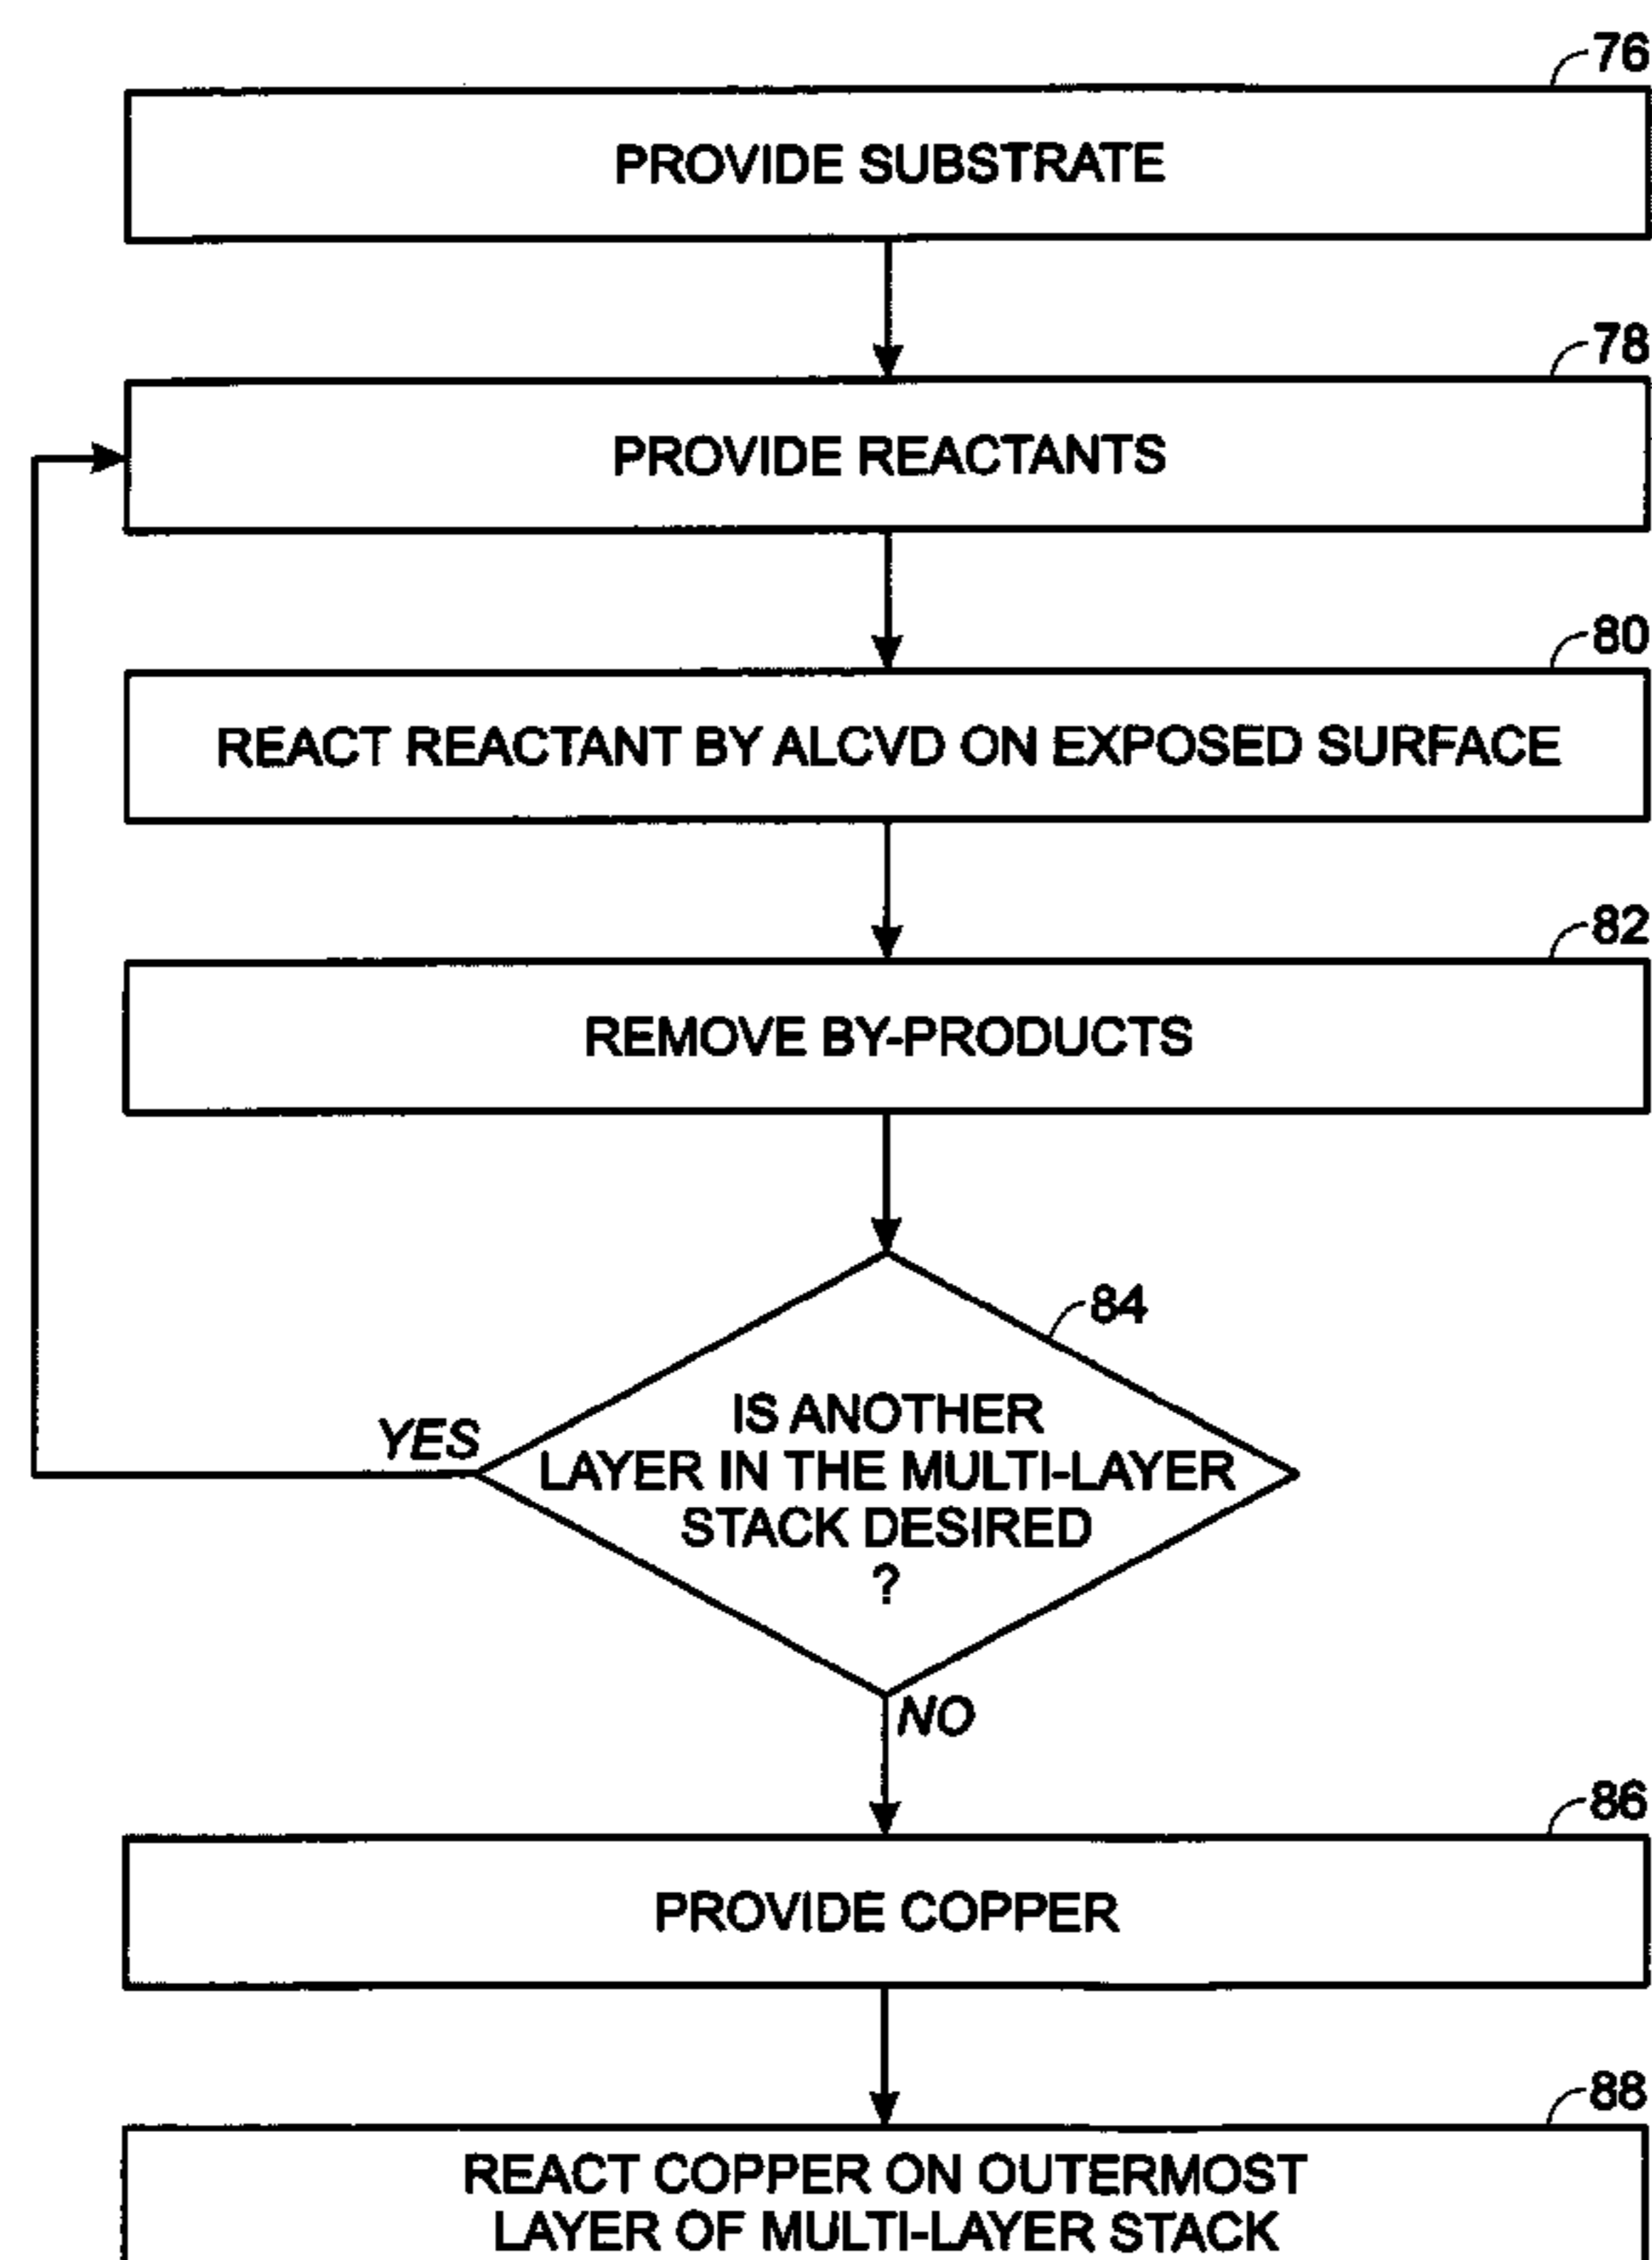 76
PROVIDE SUBSTRATE
78
PROVIDE REACTANTS
80
REACT REACTANT BY ALCVD ON EXPOSED SURFACE
82
REMOVE BY-PRODUCTS
84
IS ANOTHER
LAYER IN THE MULTI-LAYER
STACK DESIRED
?
YES
NO
86
PROVIDE COPPER
88
REACT COPPER ON OUTERMOST
LAYER OF MULTI-LAYER STACK